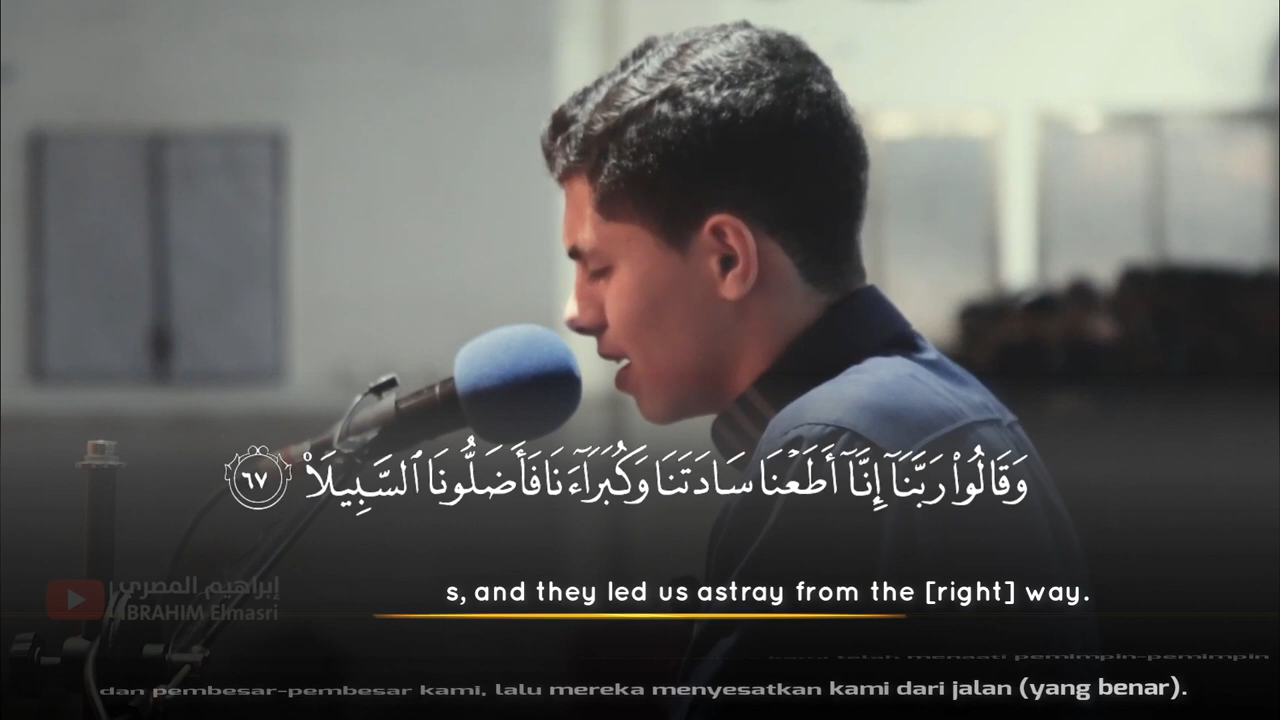 وَقَالُوا۟ رَبَّنَآ إِنَّآ أَطَعْنَا سَادَتَنَا وَكُبَرَآءَنَا فَأَضَلُّونَا ٱلسَّبِيلَا۠ ٦٧
s, and they led us astray from the [right] way.
إبراهيم المصري
IBRAHIM Elmasri
telah menaati pemimpin-pemimpin
dan pembesar-pembesar kami, lalu mereka menyesatkan kami dari jalan (yang benar).